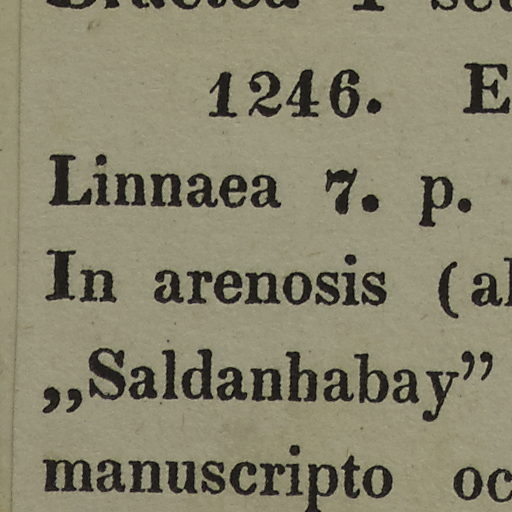 1246. E
Linnaea 7. p.
In arenosis (al
„Saldanhabay”
manuscripto oc